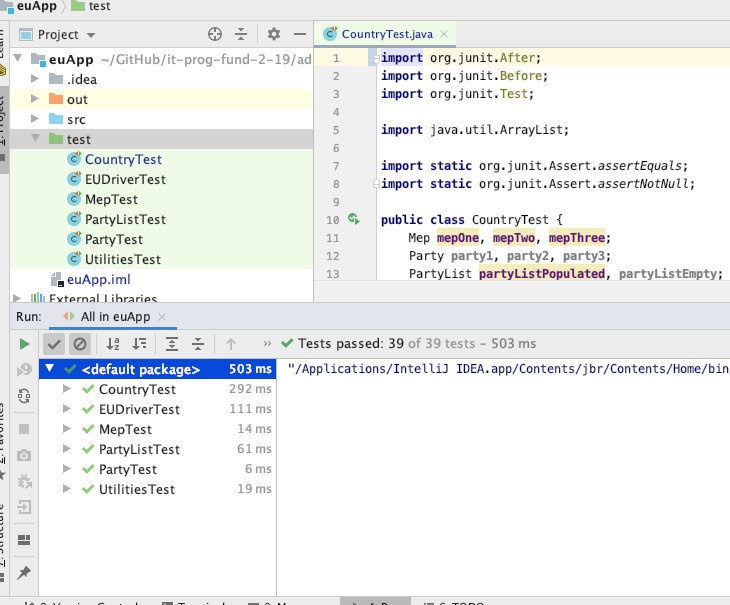 euApp test
Project
CountryTest.java
euApp ~/GitHub/it-prog-fund-2-19/ad
.idea
out
src
test
CountryTest
EUDriverTest
MepTest
PartyListTest
PartyTest
UtilitiesTest
euApp.iml
External Libraries
1 import org.junit.After;
2 import org.junit.Before;
3 import org.junit.Test;
4
5 import java.util.ArrayList;
6
7 import static org.junit.Assert.assertEquals;
8 import static org.junit.Assert.assertNotNull;
9
10 public class CountryTest {
11 Mep mepOne, mepTwo, mepThree;
12 Party party1, party2, party3;
13 PartyList partyListPopulated, partyListEmpty;
Run: All in euApp
Tests passed: 39 of 39 tests - 503 ms
<default package> 503 ms
CountryTest 292 ms
EUDriverTest 111 ms
MepTest 14 ms
PartyListTest 61 ms
PartyTest 6 ms
UtilitiesTest 19 ms
"/Applications/IntelliJ IDEA.app/Contents/jbr/Contents/Home/bin